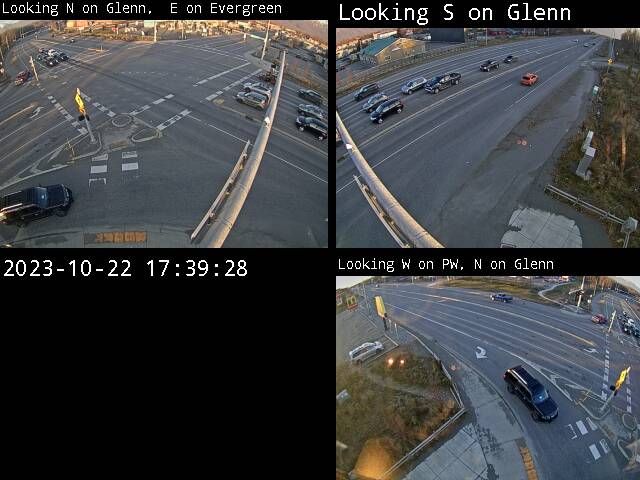 Looking N on Glenn, E on Evergreen
Looking S on Glenn
2023-10-22 17:39:28
Looking W on PW, N on Glenn